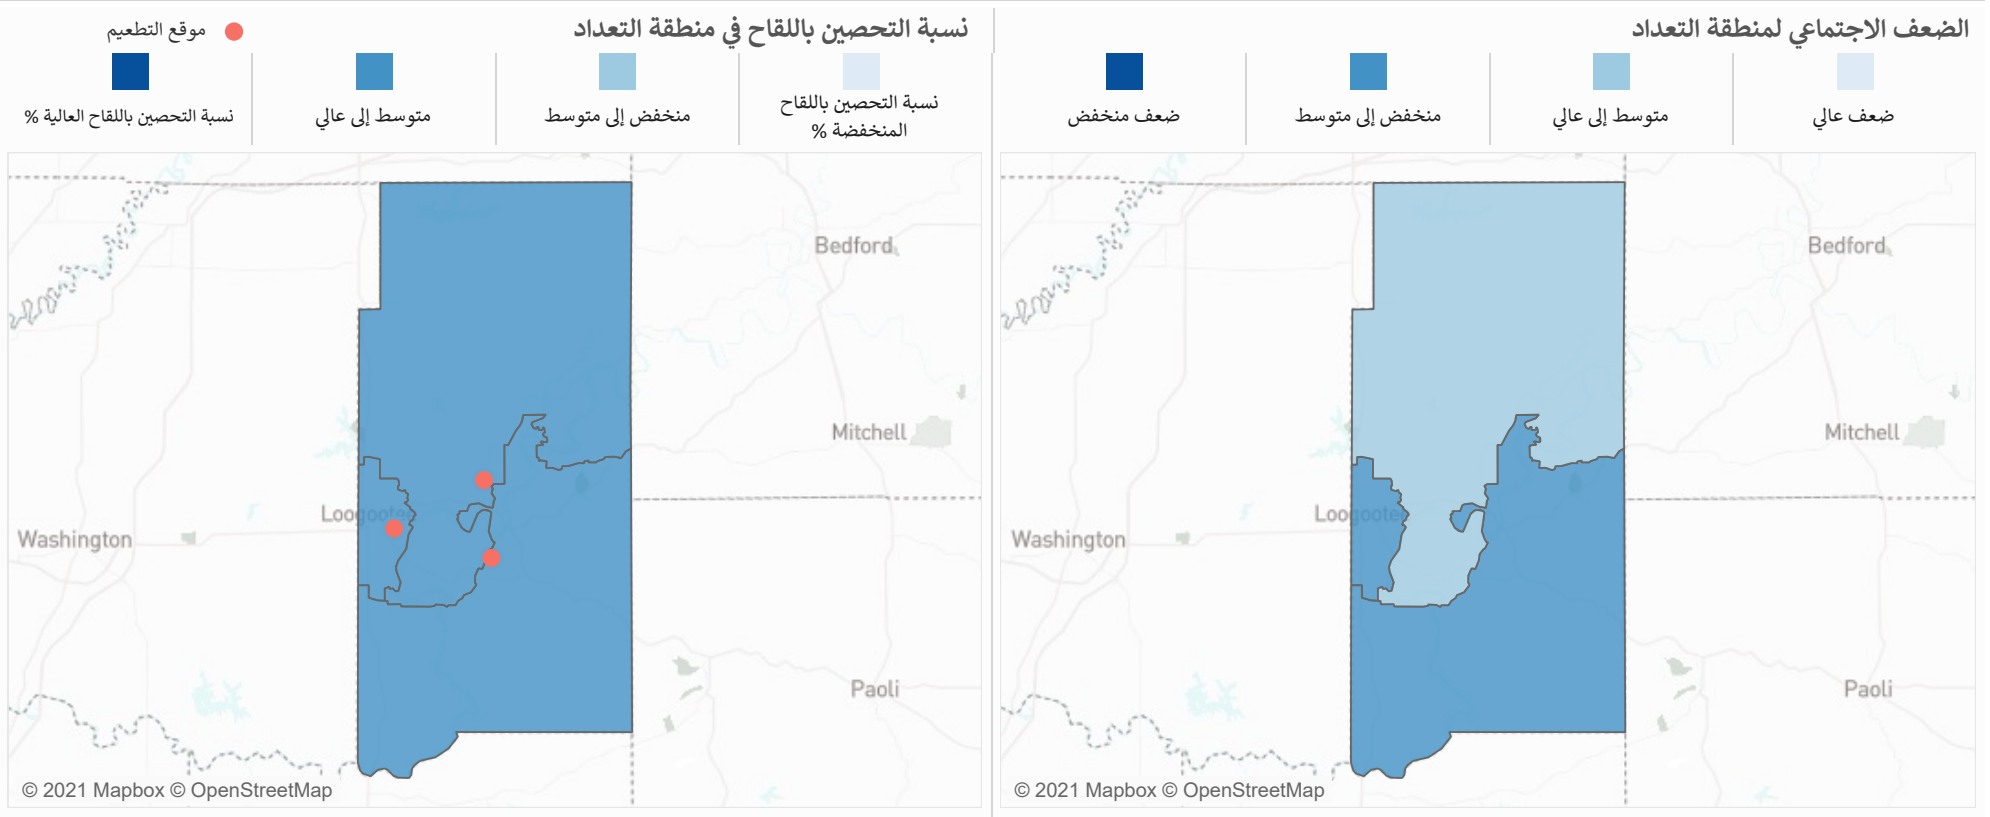 الضعف الاجتماعي لمنطقة التعداد
ضعف عالي
متوسط إلى عالي
منخفض إلى متوسط
ضعف منخفض
Bedford
Mitchell
Loogootee
Washington
Paoli
© 2021 Mapbox © OpenStreetMap
نسبة التحصين باللقاح في منطقة التعداد
موقع التطعيم
نسبة التحصين باللقاح
المنخفضة %
منخفض إلى متوسط
متوسط إلى عالي
نسبة التحصين باللقاح العالية %
Bedford
Mitchell
Loogootee
Washington
Paoli
© 2021 Mapbox © OpenStreetMap